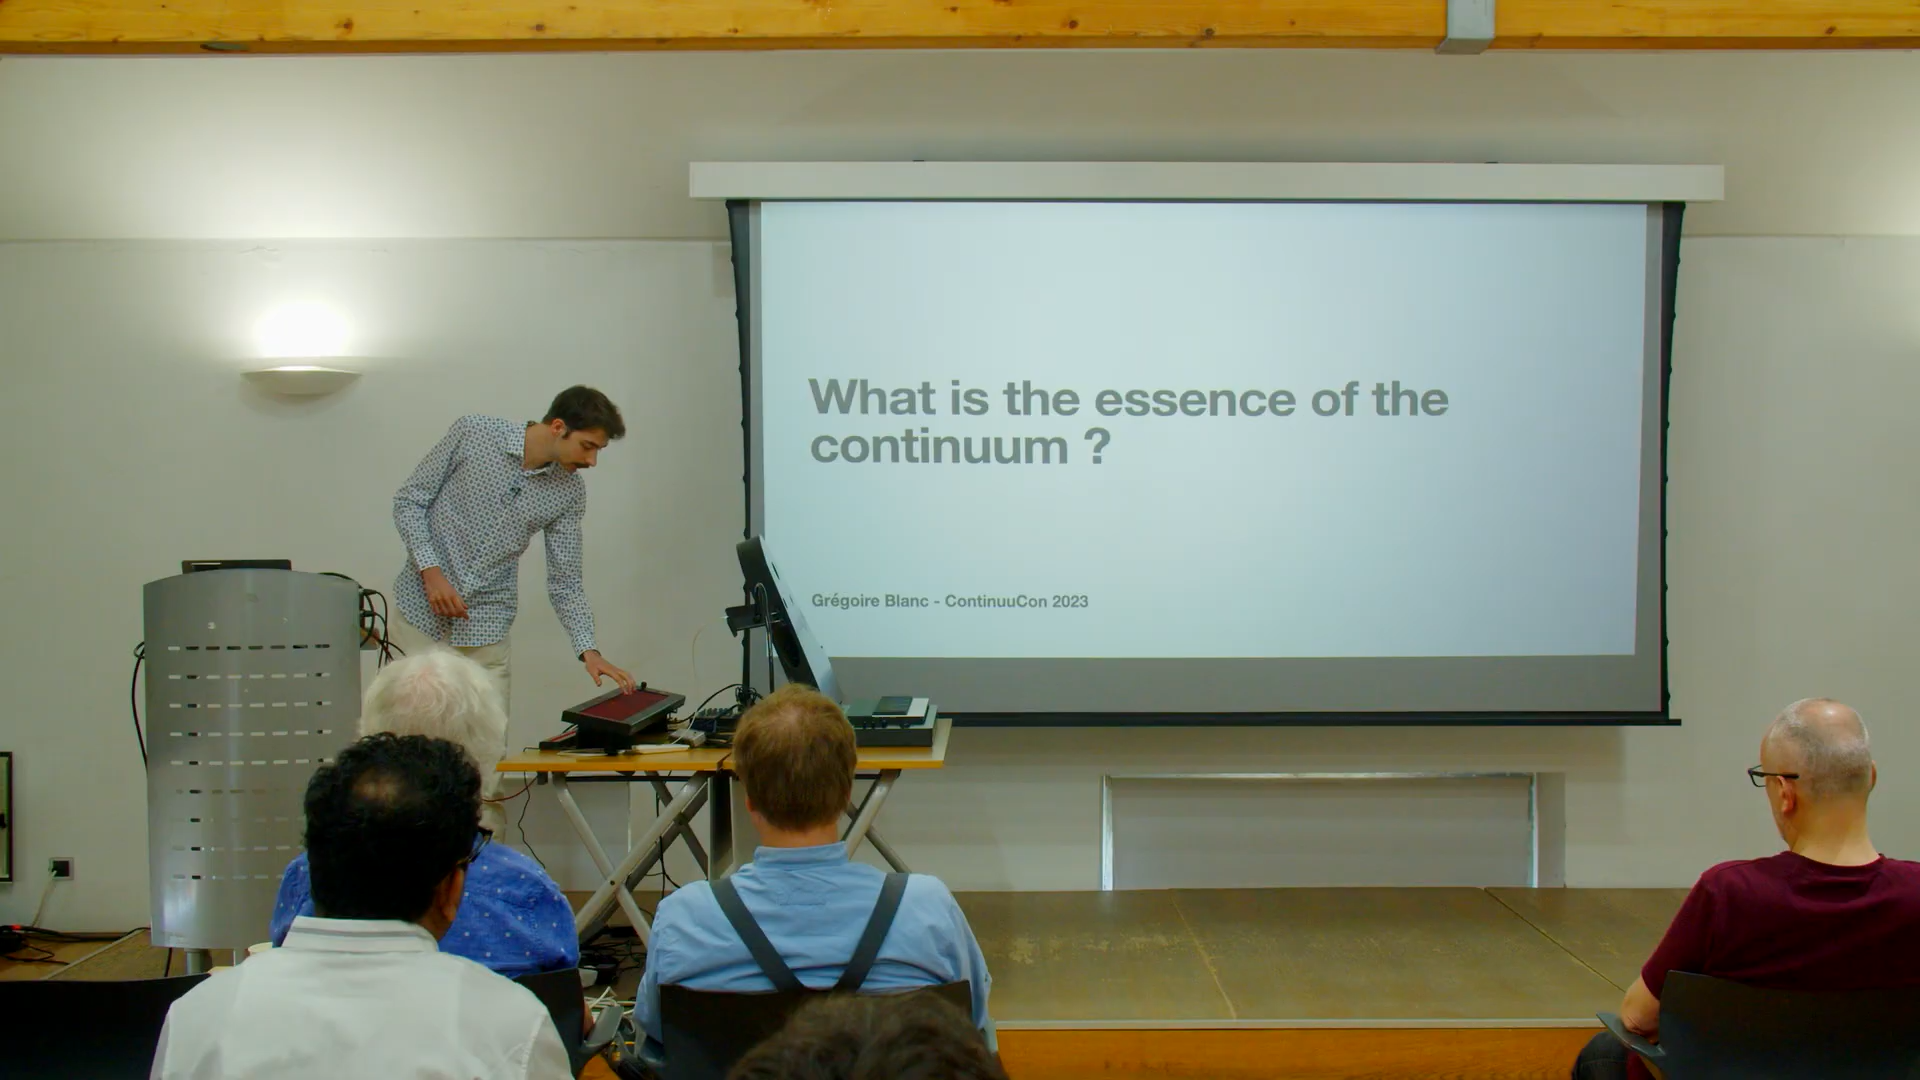 What is the essence of the
continuum ?
Grégoire Blanc - ContinuuCon 2023